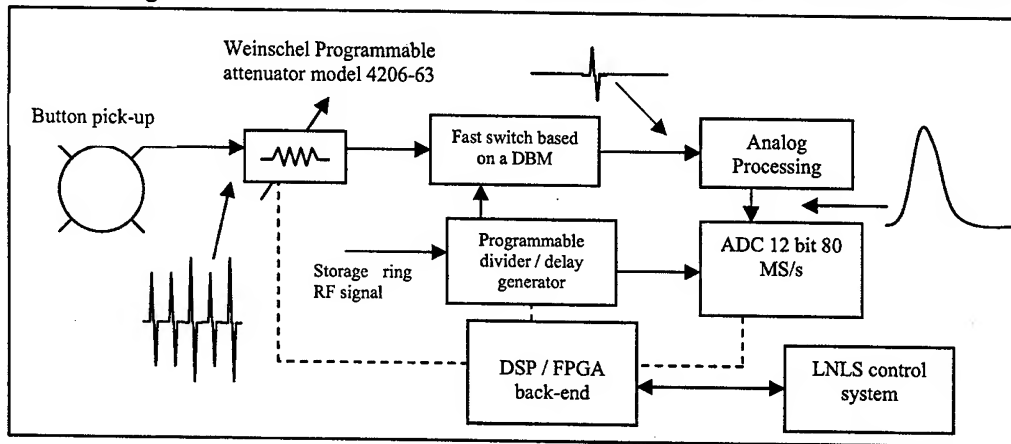 Weinschel Programmable
attenuator model 4206-63
Button pick-up
Fast switch based
on a DBM
Analog
Processing
Storage ring
RF signal
Programmable
divider / delay
generator
ADC 12 bit 80
MS/s
DSP / FPGA
back-end
LNLS control
system